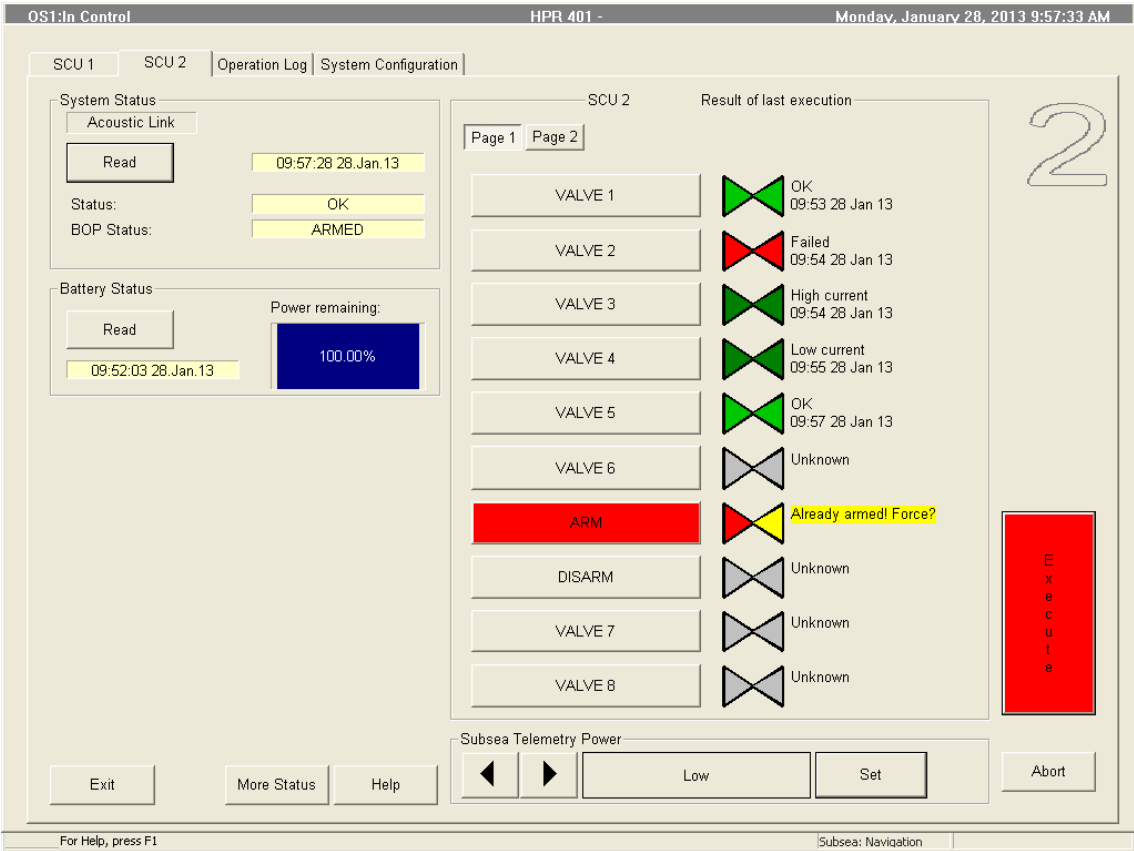 OS1:In Control HPR 401 - Monday, January 28, 2013 9:57:33 AM
SCU 1 SCU 2 Operation Log System Configuration
System Status
Acoustic Link
Read 09:57:28 28.Jan.13
Status: OK
BOP Status: ARMED
Battery Status
Power remaining:
Read
100.00%
09:52:03 28.Jan.13
SCU 2 Result of last execution
Page 1 Page 2
2
VALVE 1 OK
09:53 28 Jan 13
VALVE 2 Failed
09:54 28 Jan 13
VALVE 3 High current
09:54 28 Jan 13
VALVE 4 Low current
09:55 28 Jan 13
VALVE 5 OK
09:57 28 Jan 13
VALVE 6 Unknown
ARM Already armed! Force?
DISARM Unknown
VALVE 7 Unknown
VALVE 8 Unknown
Execute
Subsea Telemetry Power
Low Set
Abort
Exit More Status Help
For Help, press F1 Subsea: Navigation